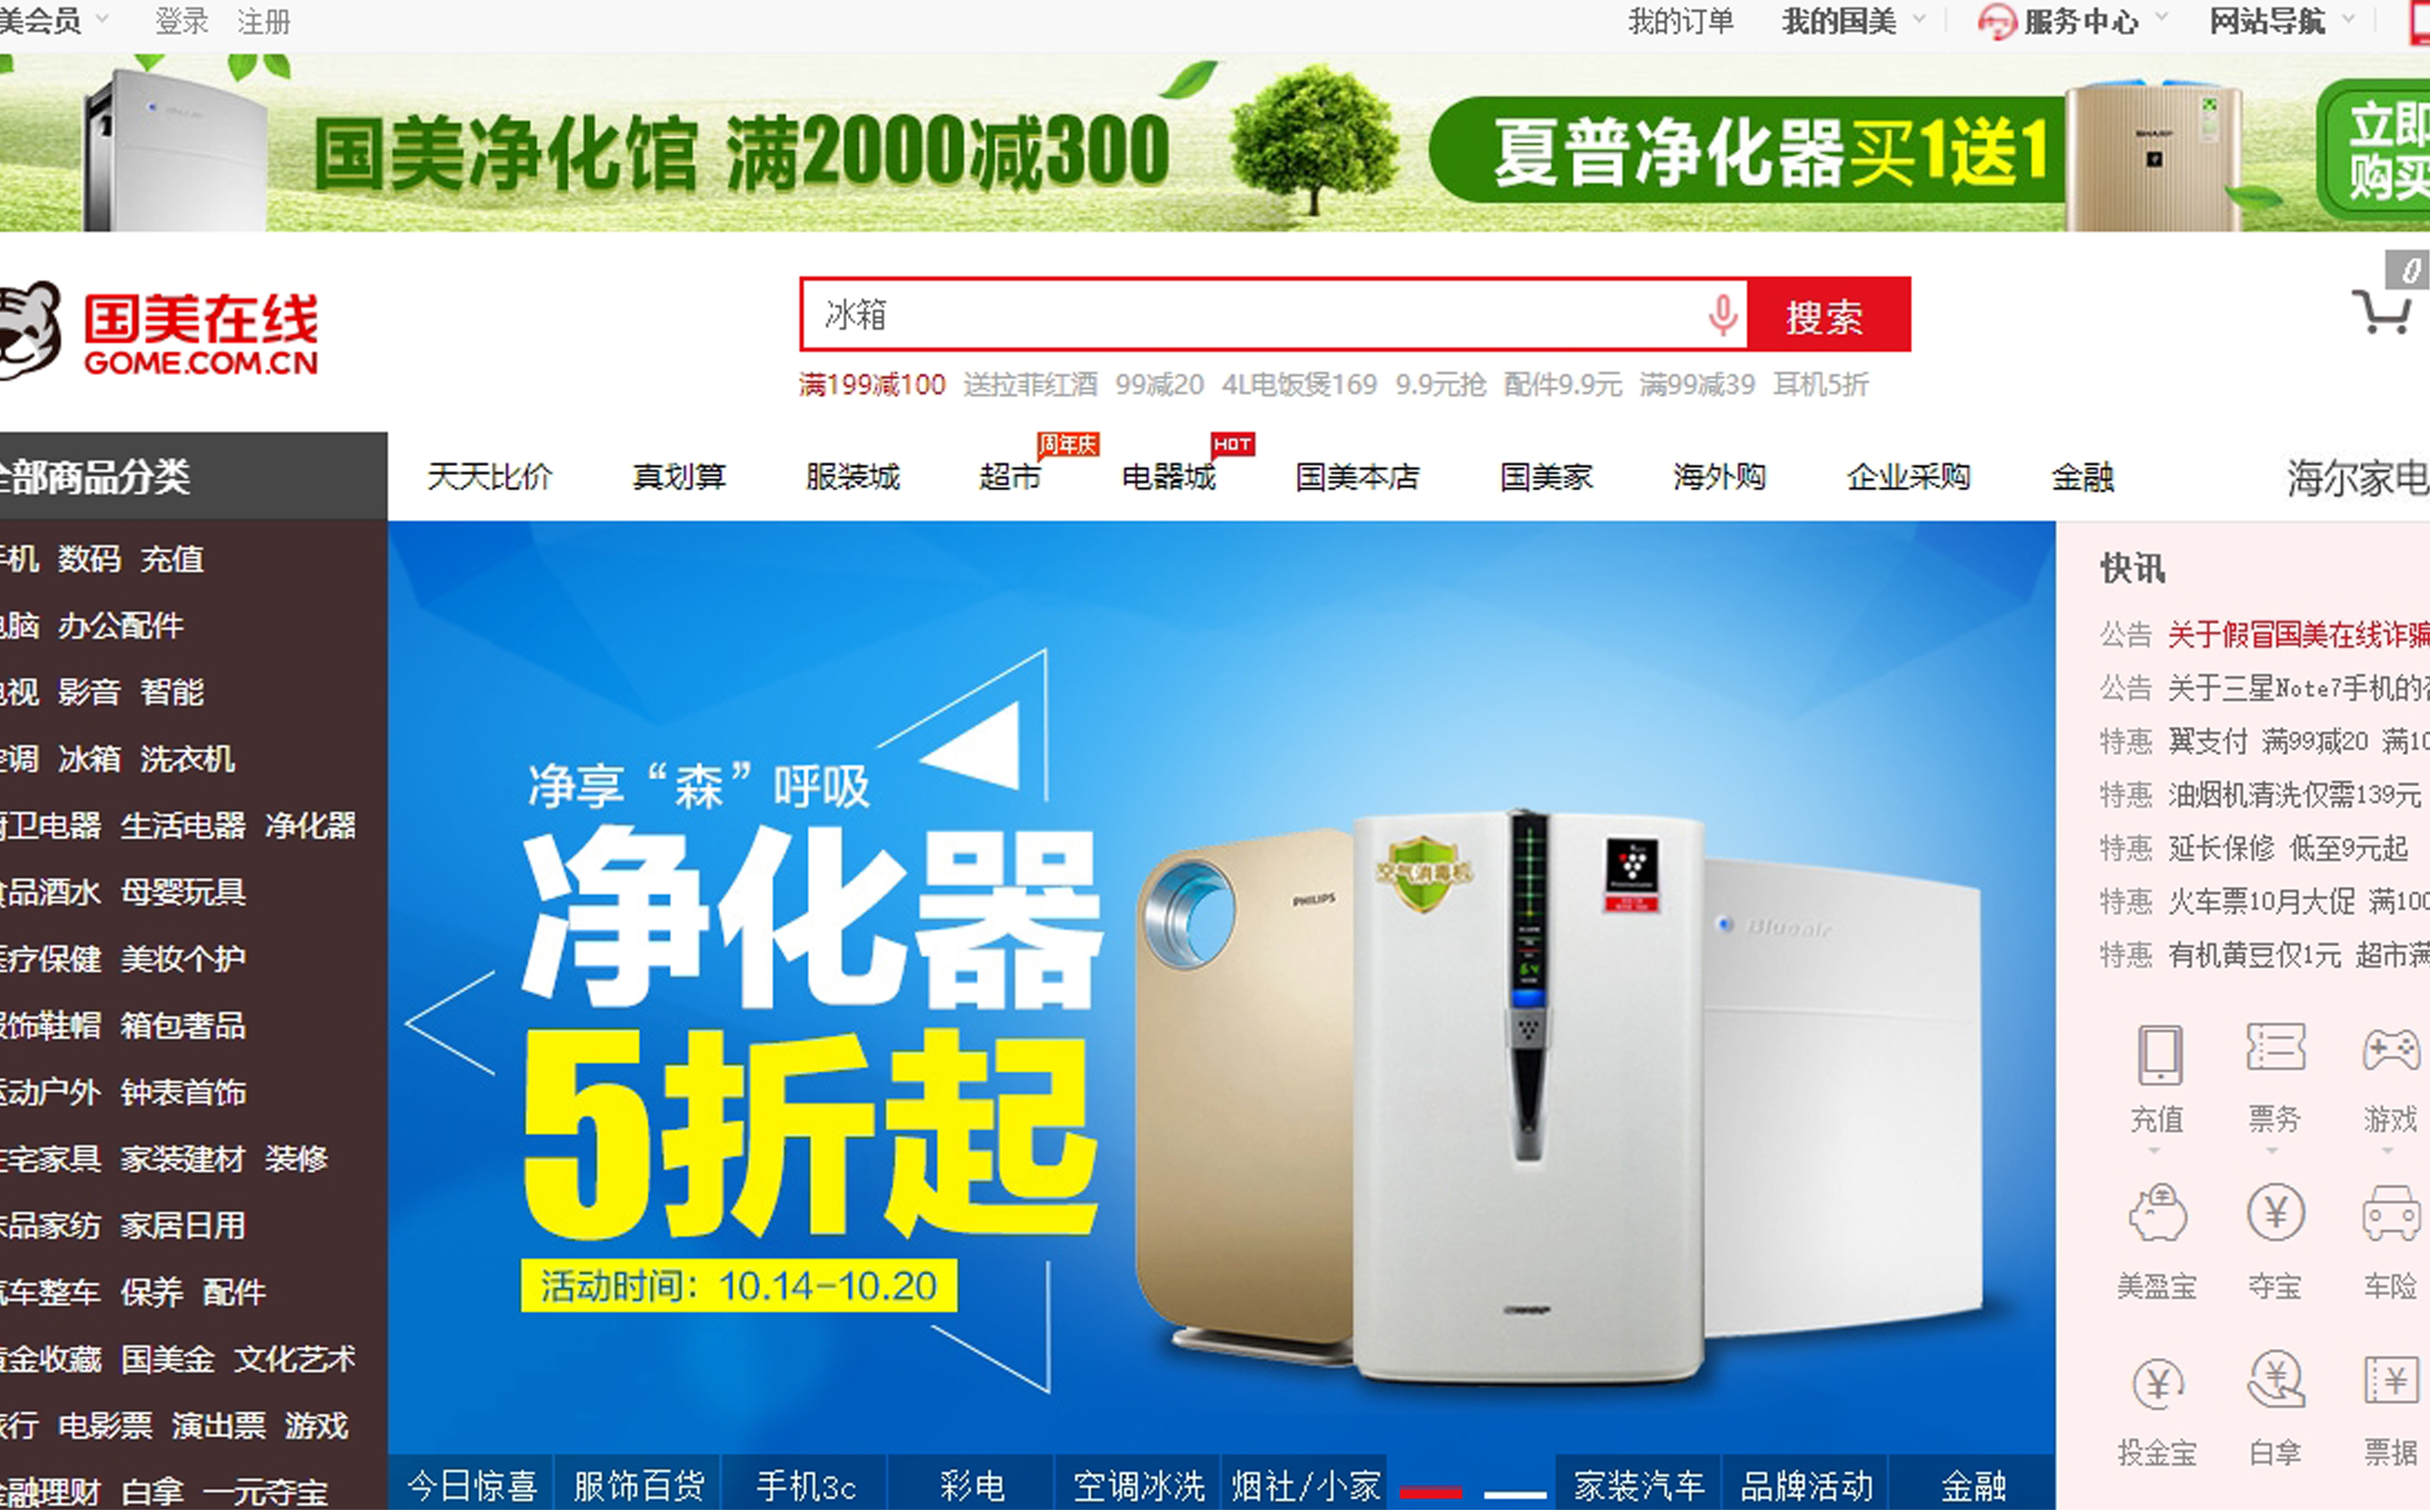 美会员 登录 注册 我的订单 我的国美 服务中心 网站导航
国美净化馆 满2000减300 夏普净化器买1送1
SHARP
立即
购买
0
国美在线
GOME.COM.CN
冰箱 搜索
满199减100 送拉菲红酒 99减20 4L电饭煲169 9.9元抢 配件9.9元 满99减39 耳机5折
周年庆 HOT
全部商品分类 天天比价 真划算 服装城 超市 电器城 国美本店 国美家 海外购 企业采购 金融 海尔家电
手机 数码 充值
电脑 办公配件
电视 影音 智能
空调 冰箱 洗衣机
厨卫电器 生活电器 净化器
食品酒水 母婴玩具
医疗保健 美妆个护
服饰鞋帽 箱包奢品
运动户外 钟表首饰
住宅家具 家装建材 装修
床品家纺 家居日用
汽车整车 保养 配件
黄金收藏 国美金 文化艺术
旅行 电影票 演出票 游戏
金融理财 白拿 一元夺宝
净享“森”呼吸
净化器
5折起
活动时间：10.14-10.20
PHILIPS
空气消毒机
Blueair
SHARP
今日惊喜 服饰百货 手机3c 彩电 空调冰洗 烟社/小家 家装汽车 品牌活动 金融
快讯
公告 关于假冒国美在线诈骗
公告 关于三星Note7手机的
特惠 翼支付 满99减20 满10
特惠 油烟机清洗仅需139元
特惠 延长保修 低至9元起
特惠 火车票10月大促 满100
特惠 有机黄豆仅1元 超市满
充值 票务 游戏
美盈宝 夺宝 车险
投金宝 白拿 票据